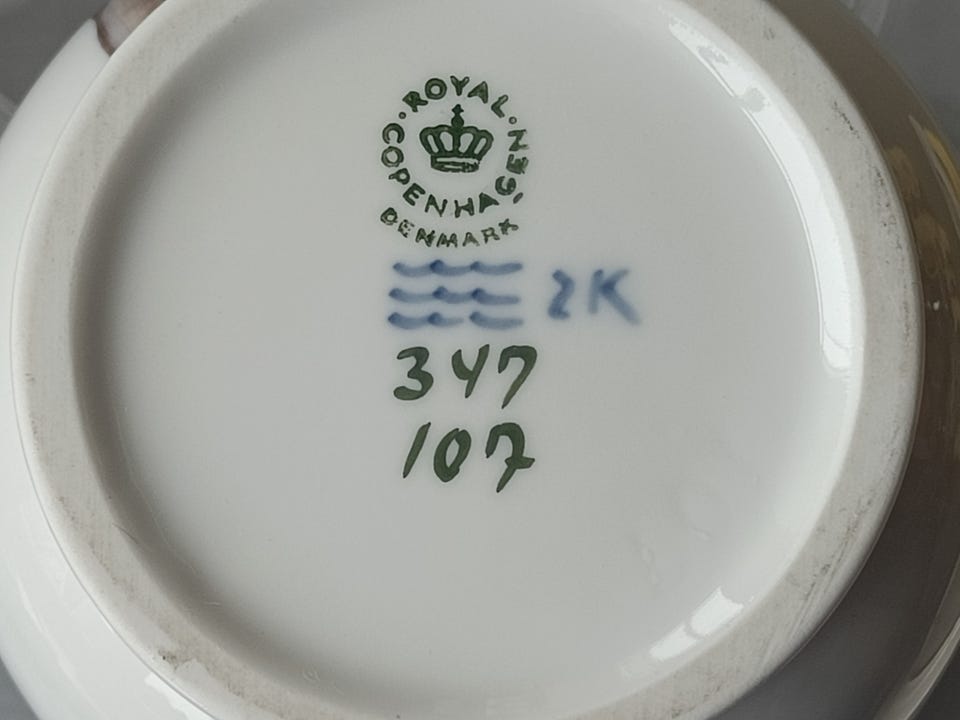 ROYAL
COPENHAGEN
DENMARK
2K
347
107